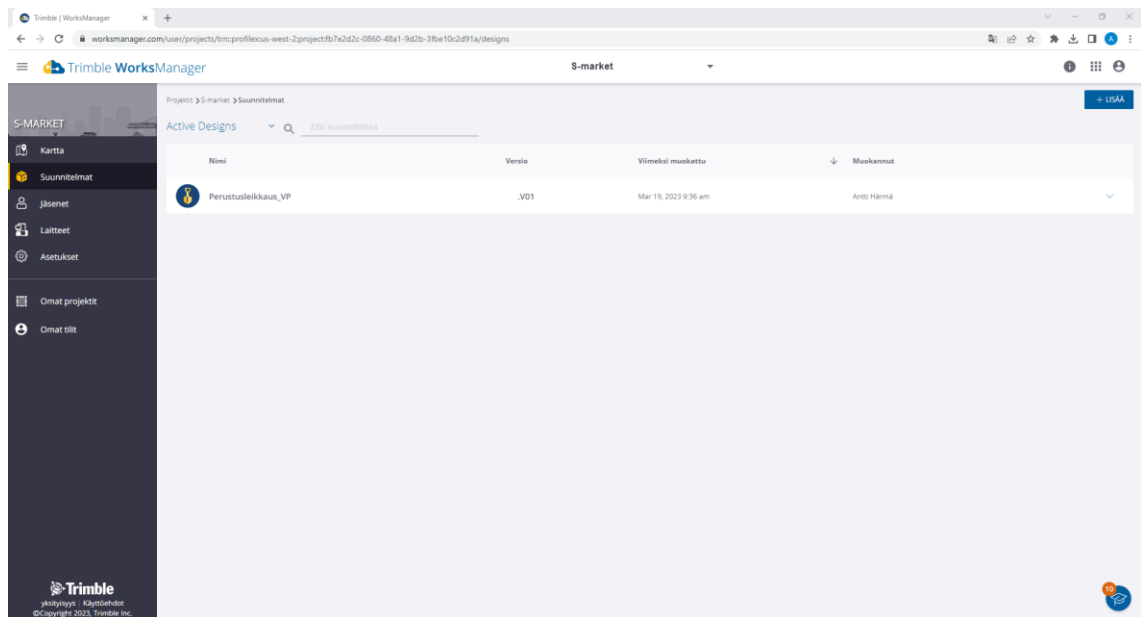 Trimble | WorksManager
worksmanager.com/user/projects/trn:profilexcus-west-2:project:fb7e2d2c-0860-48a1-9d2b-3fbe10c2d91a/designs
A
Trimble WorksManager
S-market
Projektit S-market Suunnitelmat
+ LISÄÄ
S-MARKET
Active Designs
Etsi suunnitelmaa
Kartta
Nimi Versio Viimeksi muokattu Muokannut
Suunnitelmat
Perustusleikkaus_VP .V01 Mar 19, 2023 9:36 am Antti Härmä
Jäsenet
Laitteet
Asetukset
Omat projektit
Omat tilit
Trimble
yksityisyys | Käyttöehdot
©Copyright 2023, Trimble Inc.
10